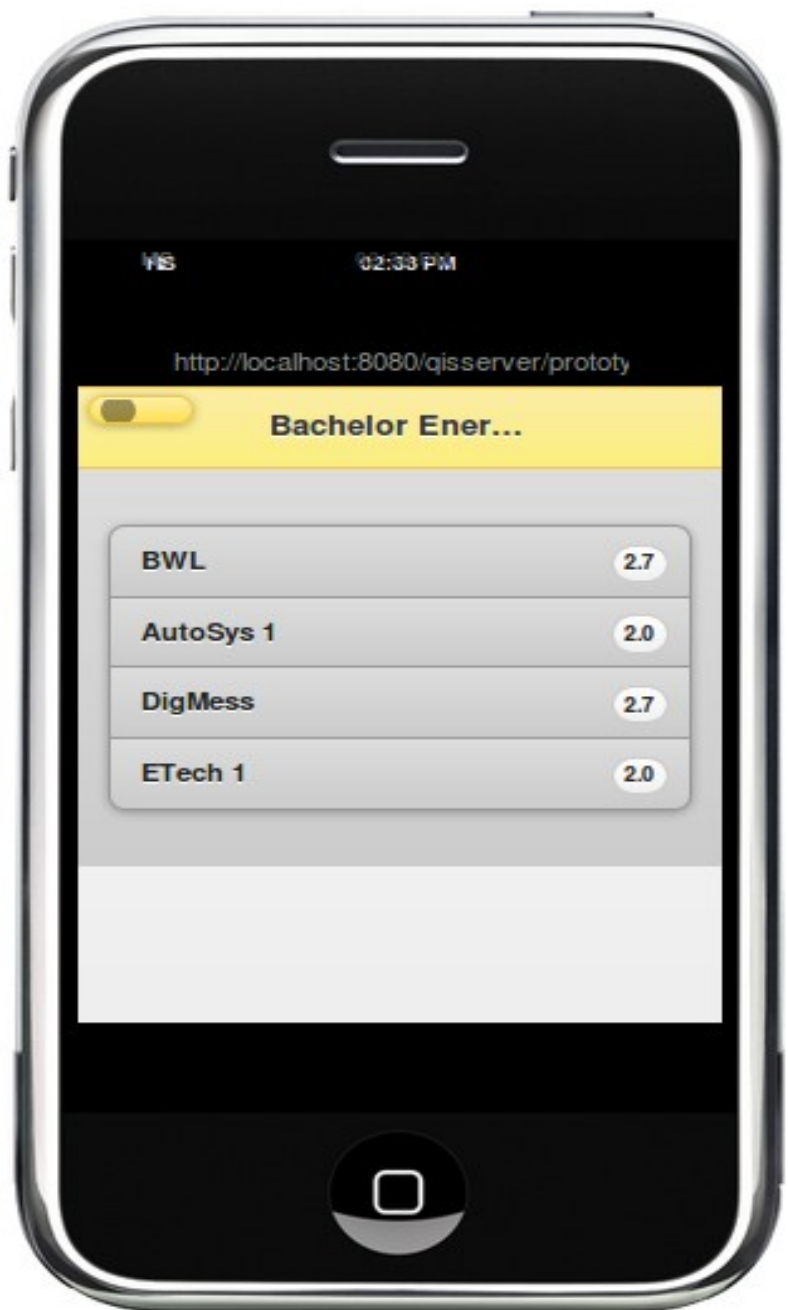 02:33 PM
http://localhost:8080/qisserver/prototy
Bachelor Ener...
BWL 2.7
AutoSys 1 2.0
DigMess 2.7
ETech 1 2.0